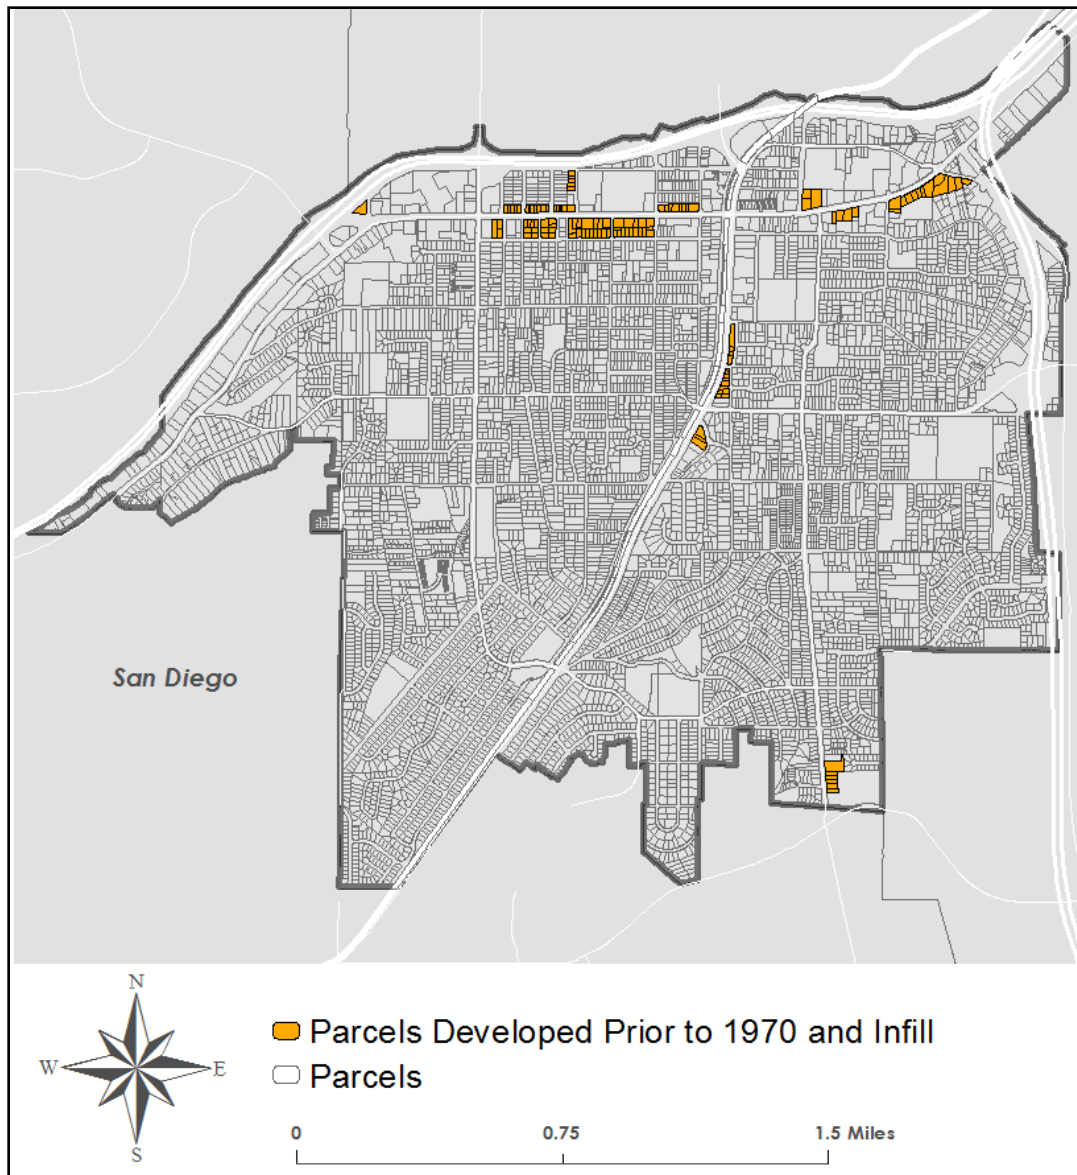 San Diego
N
W
E
S
Parcels Developed Prior to 1970 and Infill
Parcels
0
0.75
1.5 Miles